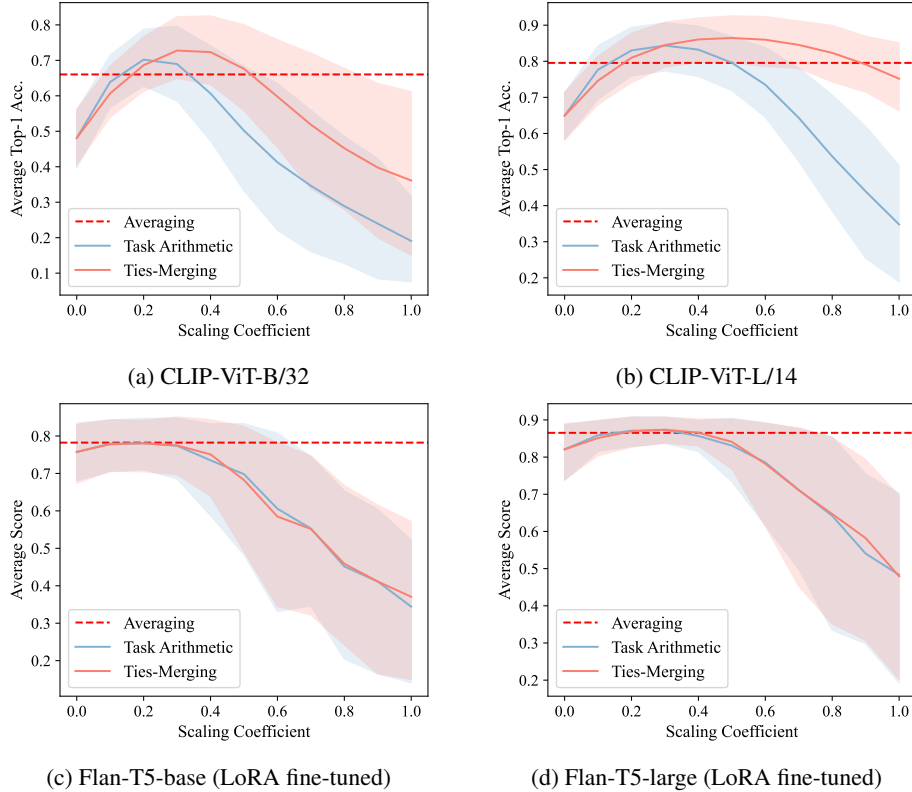 0.8
0.7
0.6
0.5
0.4
0.3
0.2
0.1
Average Top-1 Acc.
Averaging
Task Arithmetic
Ties-Merging
0.0 0.2 0.4 0.6 0.8 1.0
Scaling Coefficient
(a) CLIP-ViT-B/32
0.9
0.8
0.7
0.6
0.5
0.4
0.3
0.2
Average Top-1 Acc.
Averaging
Task Arithmetic
Ties-Merging
0.0 0.2 0.4 0.6 0.8 1.0
Scaling Coefficient
(b) CLIP-ViT-L/14
0.8
0.7
0.6
0.5
0.4
0.3
0.2
Average Score
Averaging
Task Arithmetic
Ties-Merging
0.0 0.2 0.4 0.6 0.8 1.0
Scaling Coefficient
(c) Flan-T5-base (LoRA fine-tuned)
0.9
0.8
0.7
0.6
0.5
0.4
0.3
0.2
Average Score
Averaging
Task Arithmetic
Ties-Merging
0.0 0.2 0.4 0.6 0.8 1.0
Scaling Coefficient
(d) Flan-T5-large (LoRA fine-tuned)